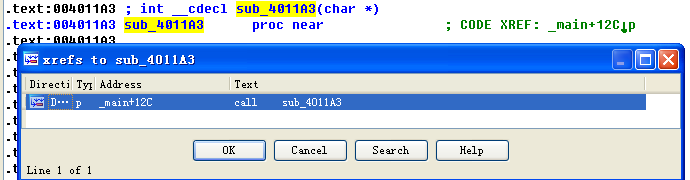 .text:004011A3 ; int __cdecl sub_4011A3(char *)
.text:004011A3 sub_4011A3 proc near ; CODE XREF: _main+12C↓p
.text:004011A3
xrefs to sub_4011A3
Directi Typ Address Text
D··· p _main+12C call sub_4011A3
OK Cancel Search Help
Line 1 of 1